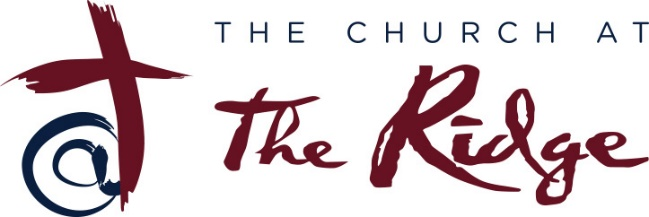 @
THE CHURCH AT
The Ridge